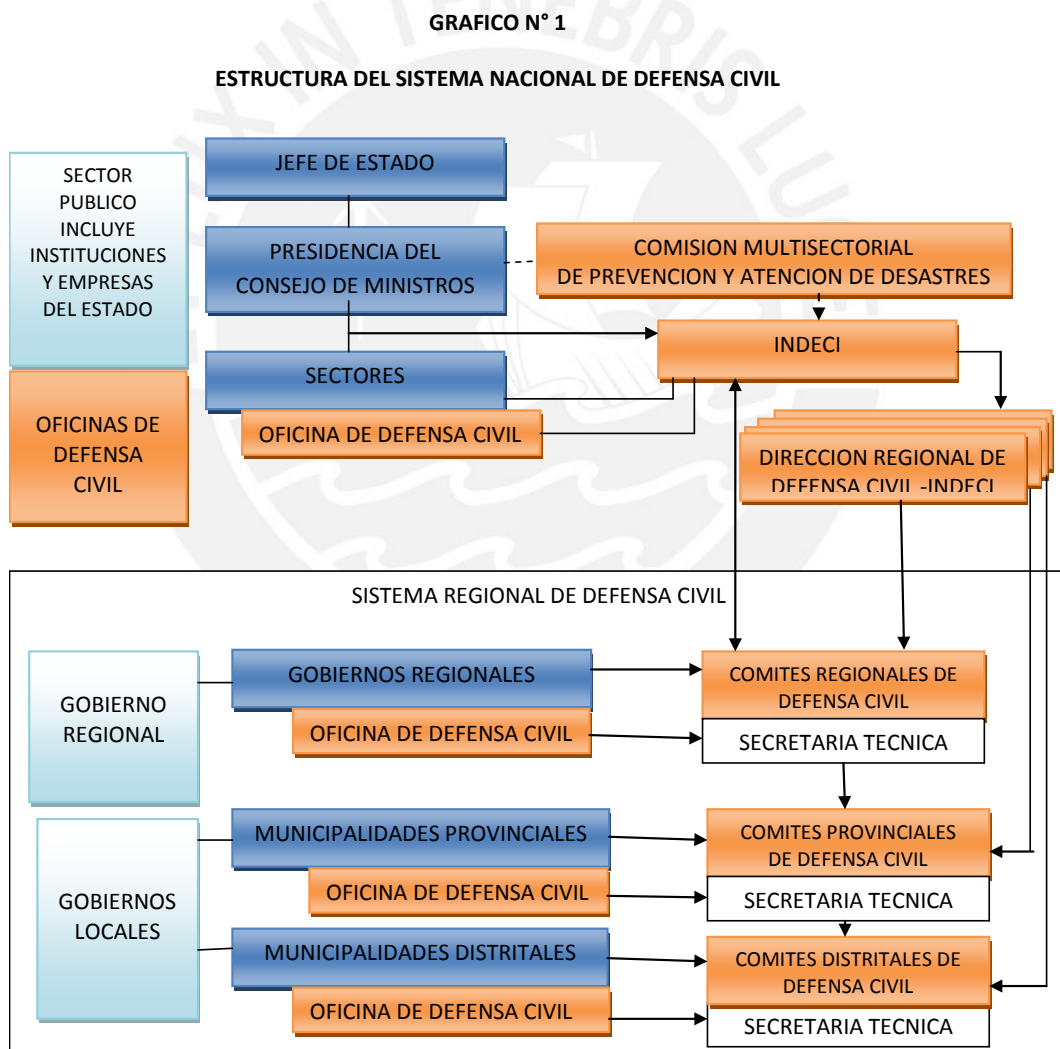 GRAFICO N° 1
ESTRUCTURA DEL SISTEMA NACIONAL DE DEFENSA CIVIL
SECTOR
PUBLICO
INCLUYE
INSTITUCIONES
Y EMPRESAS
DEL ESTADO
OFICINAS DE
DEFENSA
CIVIL
JEFE DE ESTADO
PRESIDENCIA DEL
CONSEJO DE MINISTROS
COMISION MULTISECTORIAL
DE PREVENCION Y ATENCION DE DESASTRES
INDECI
SECTORES
OFICINA DE DEFENSA CIVIL
DIRECCION REGIONAL DE
DEFENSA CIVIL -INDECI
SISTEMA REGIONAL DE DEFENSA CIVIL
GOBIERNO
REGIONAL
GOBIERNOS REGIONALES
OFICINA DE DEFENSA CIVIL
COMITES REGIONALES DE
DEFENSA CIVIL
SECRETARIA TECNICA
GOBIERNOS
LOCALES
MUNICIPALIDADES PROVINCIALES
OFICINA DE DEFENSA CIVIL
COMITES PROVINCIALES
DE DEFENSA CIVIL
SECRETARIA TECNICA
MUNICIPALIDADES DISTRITALES
OFICINA DE DEFENSA CIVIL
COMITES DISTRITALES DE
DEFENSA CIVIL
SECRETARIA TECNICA